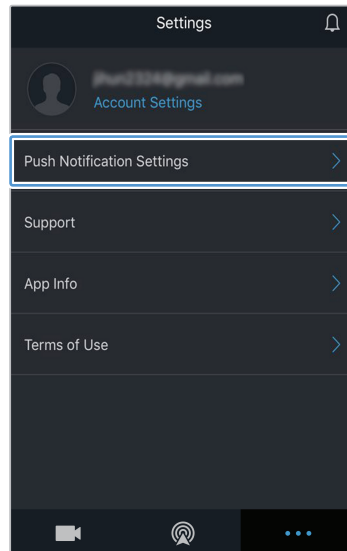 Settings
Account Settings
Push Notification Settings
Support
App Info
Terms of Use